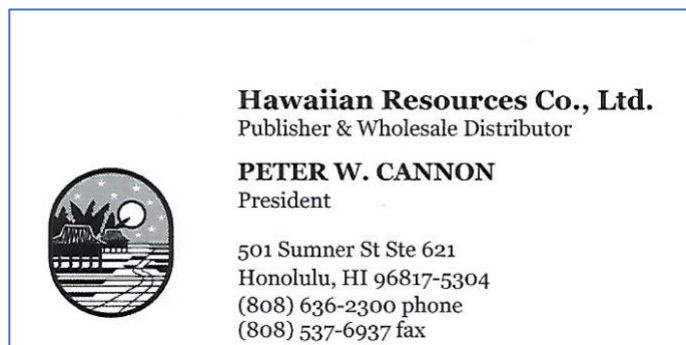 Hawaiian Resources Co., Ltd.
Publisher & Wholesale Distributor
PETER W. CANNON
President
501 Sumner St Ste 621
Honolulu, HI 96817-5304
(808) 636-2300 phone
(808) 537-6937 fax